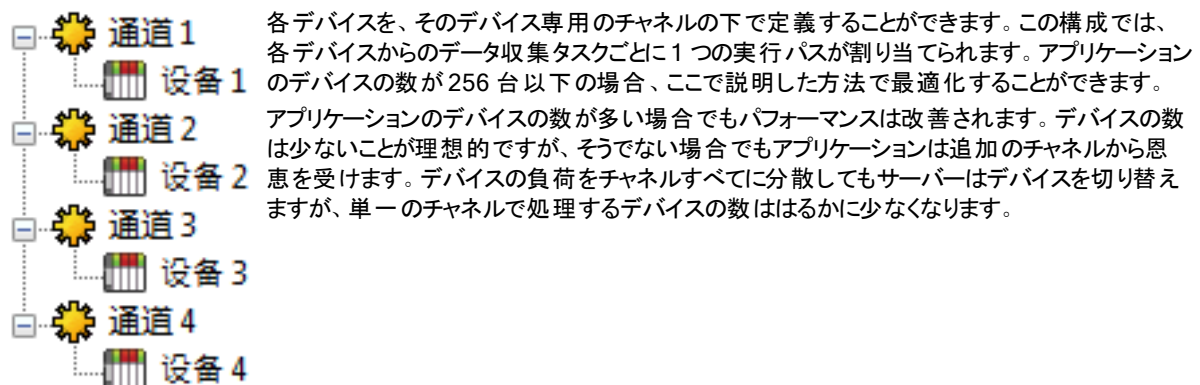 通道 1
设备 1
通道 2
设备 2
通道 3
设备 3
通道 4
设备 4
各デバイスを、そのデバイス専用のチャネルの下で定義することができます。この構成では、
各デバイスからのデータ収集タスクごとに 1 つの実行パスが割り当てられます。アプリケーション
のデバイスの数が 256 台以下の場合、ここで説明した方法で最適化することができます。
アプリケーションのデバイスの数が多い場合でもパフォーマンスは改善されます。デバイスの数
は少ないことが理想的ですが、そうでない場合でもアプリケーションは追加のチャネルから恩
恵を受けます。デバイスの負荷をチャネルすべてに分散してもサーバーはデバイスを切り替え
ますが、単一のチャネルで処理するデバイスの数ははるかに少なくなります。